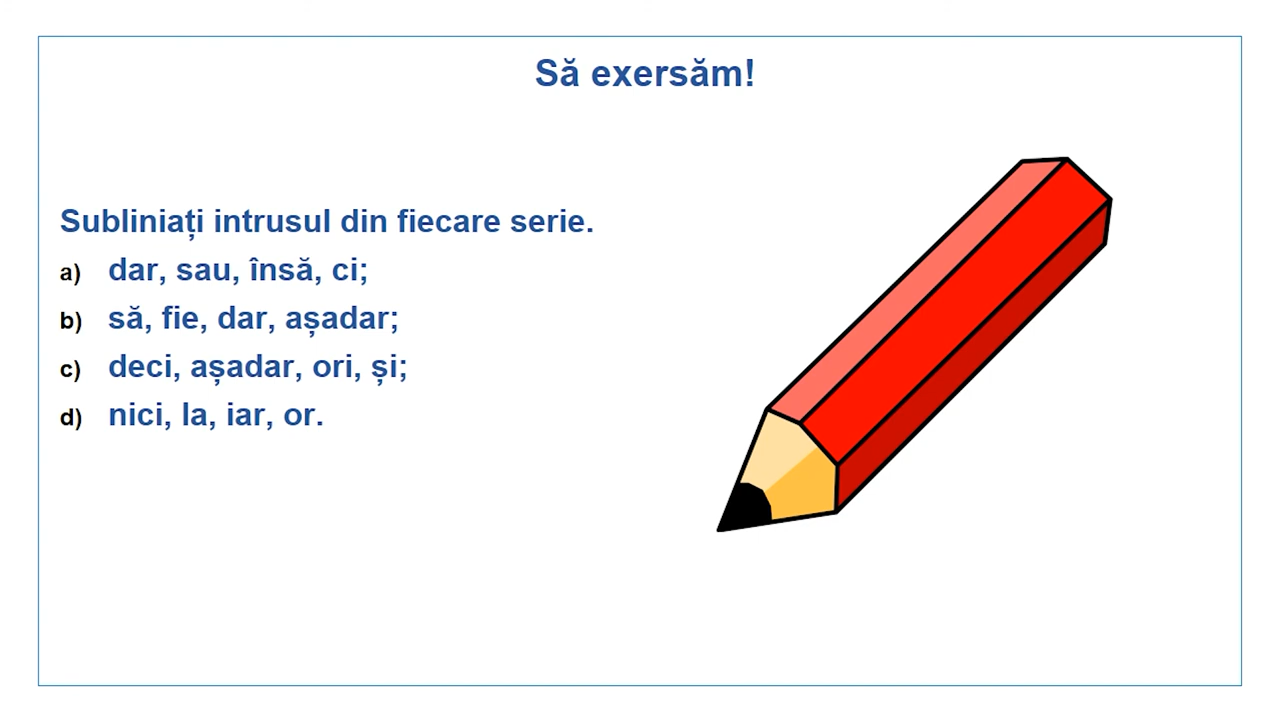 Să exersăm!
Subliniați intrusul din fiecare serie.
a) dar, sau, însă, ci;
b) să, fie, dar, așadar;
c) deci, așadar, ori, și;
d) nici, la, iar, or.